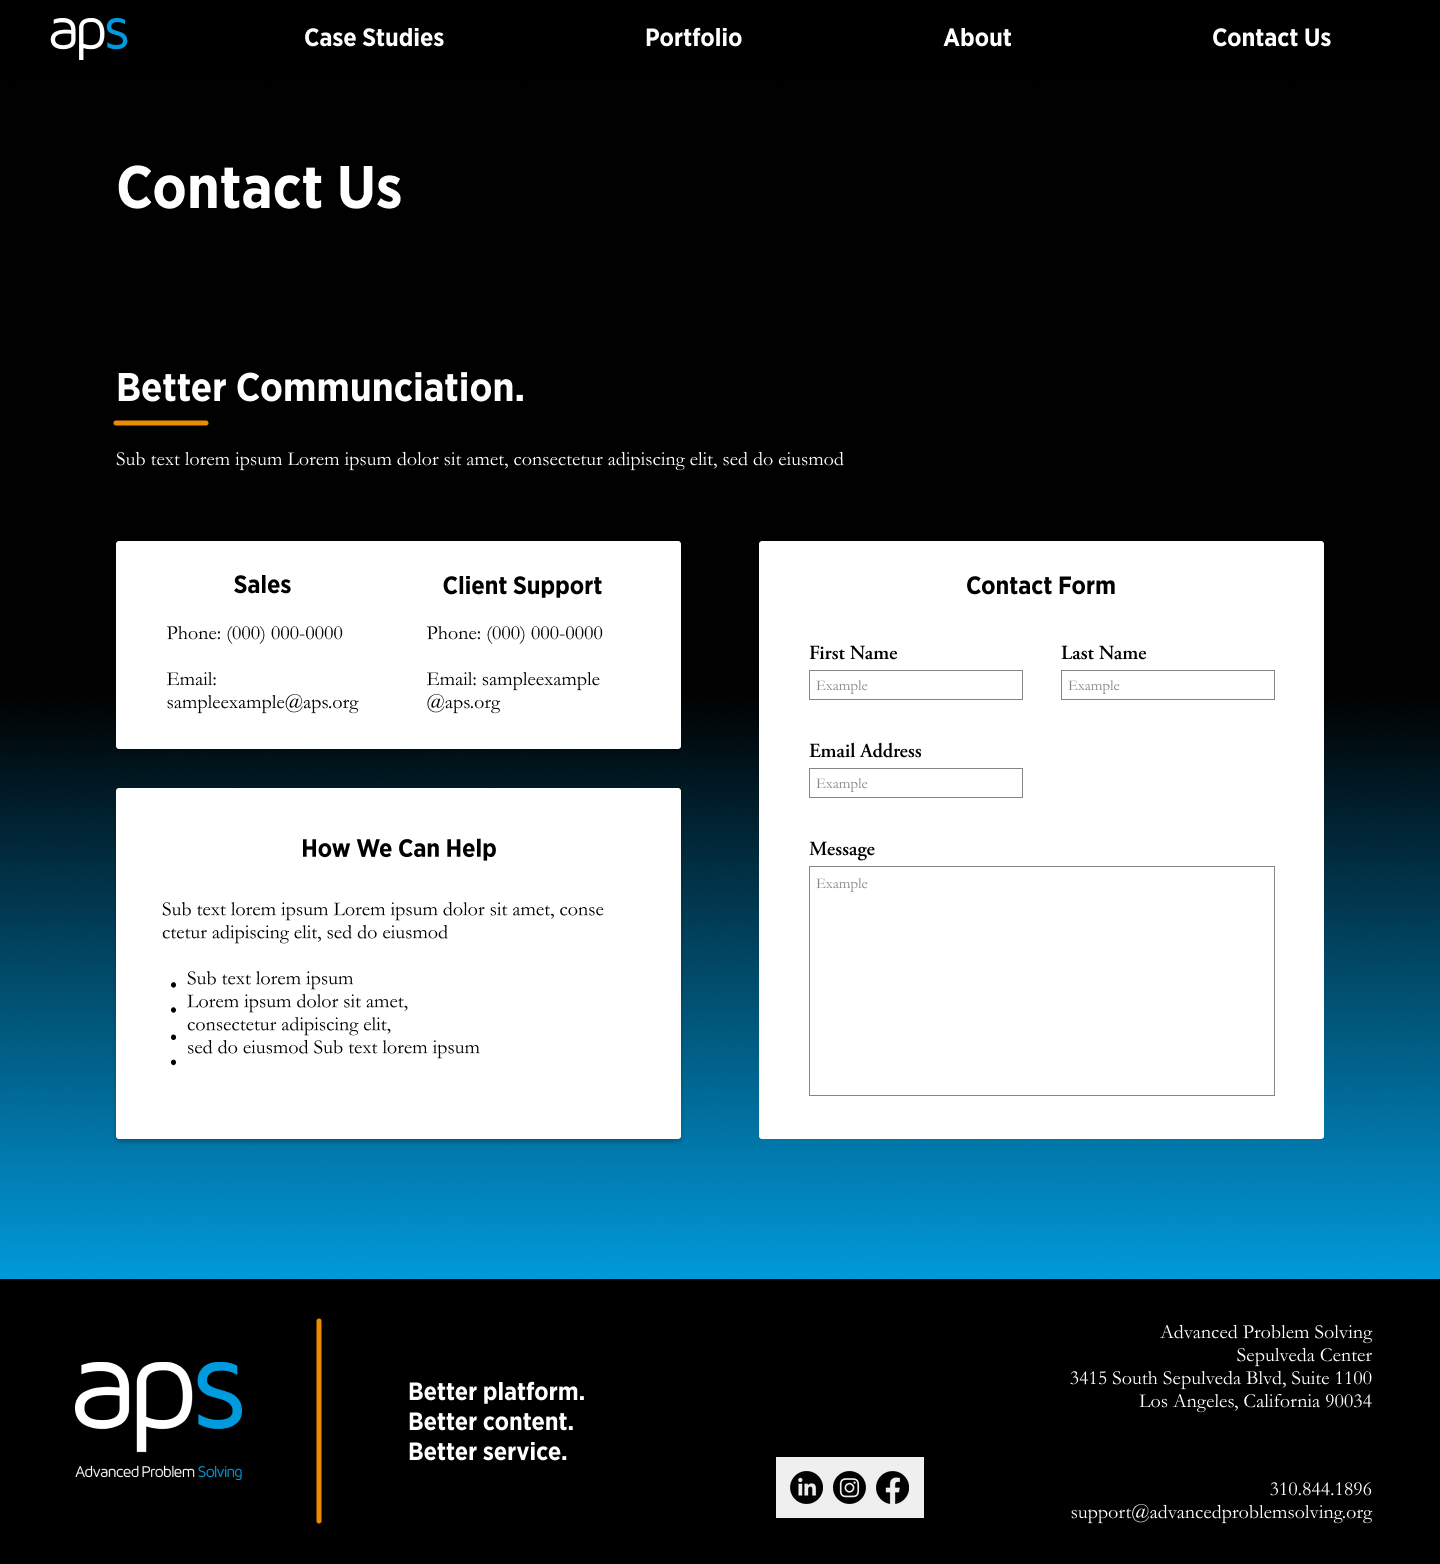 aps
Case Studies
Portfolio
About
Contact Us
Contact Us
Better Communciation.
Sub text lorem ipsum Lorem ipsum dolor sit amet, consectetur adipiscing elit, sed do eiusmod
Sales
Phone: (000) 000-0000
Email:
sampleexample@aps.org
Client Support
Phone: (000) 000-0000
Email: sampleexample
@aps.org
How We Can Help
Sub text lorem ipsum Lorem ipsum dolor sit amet, conse
ctetur adipiscing elit, sed do eiusmod
Sub text lorem ipsum
Lorem ipsum dolor sit amet,
consectetur adipiscing elit,
sed do eiusmod Sub text lorem ipsum
Contact Form
First Name
Example
Last Name
Example
Email Address
Example
Message
Example
aps
Advanced Problem Solving
Better platform.
Better content.
Better service.
in
Advanced Problem Solving
Sepulveda Center
3415 South Sepulveda Blvd, Suite 1100
Los Angeles, California 90034
310.844.1896
support@advancedproblemsolving.org